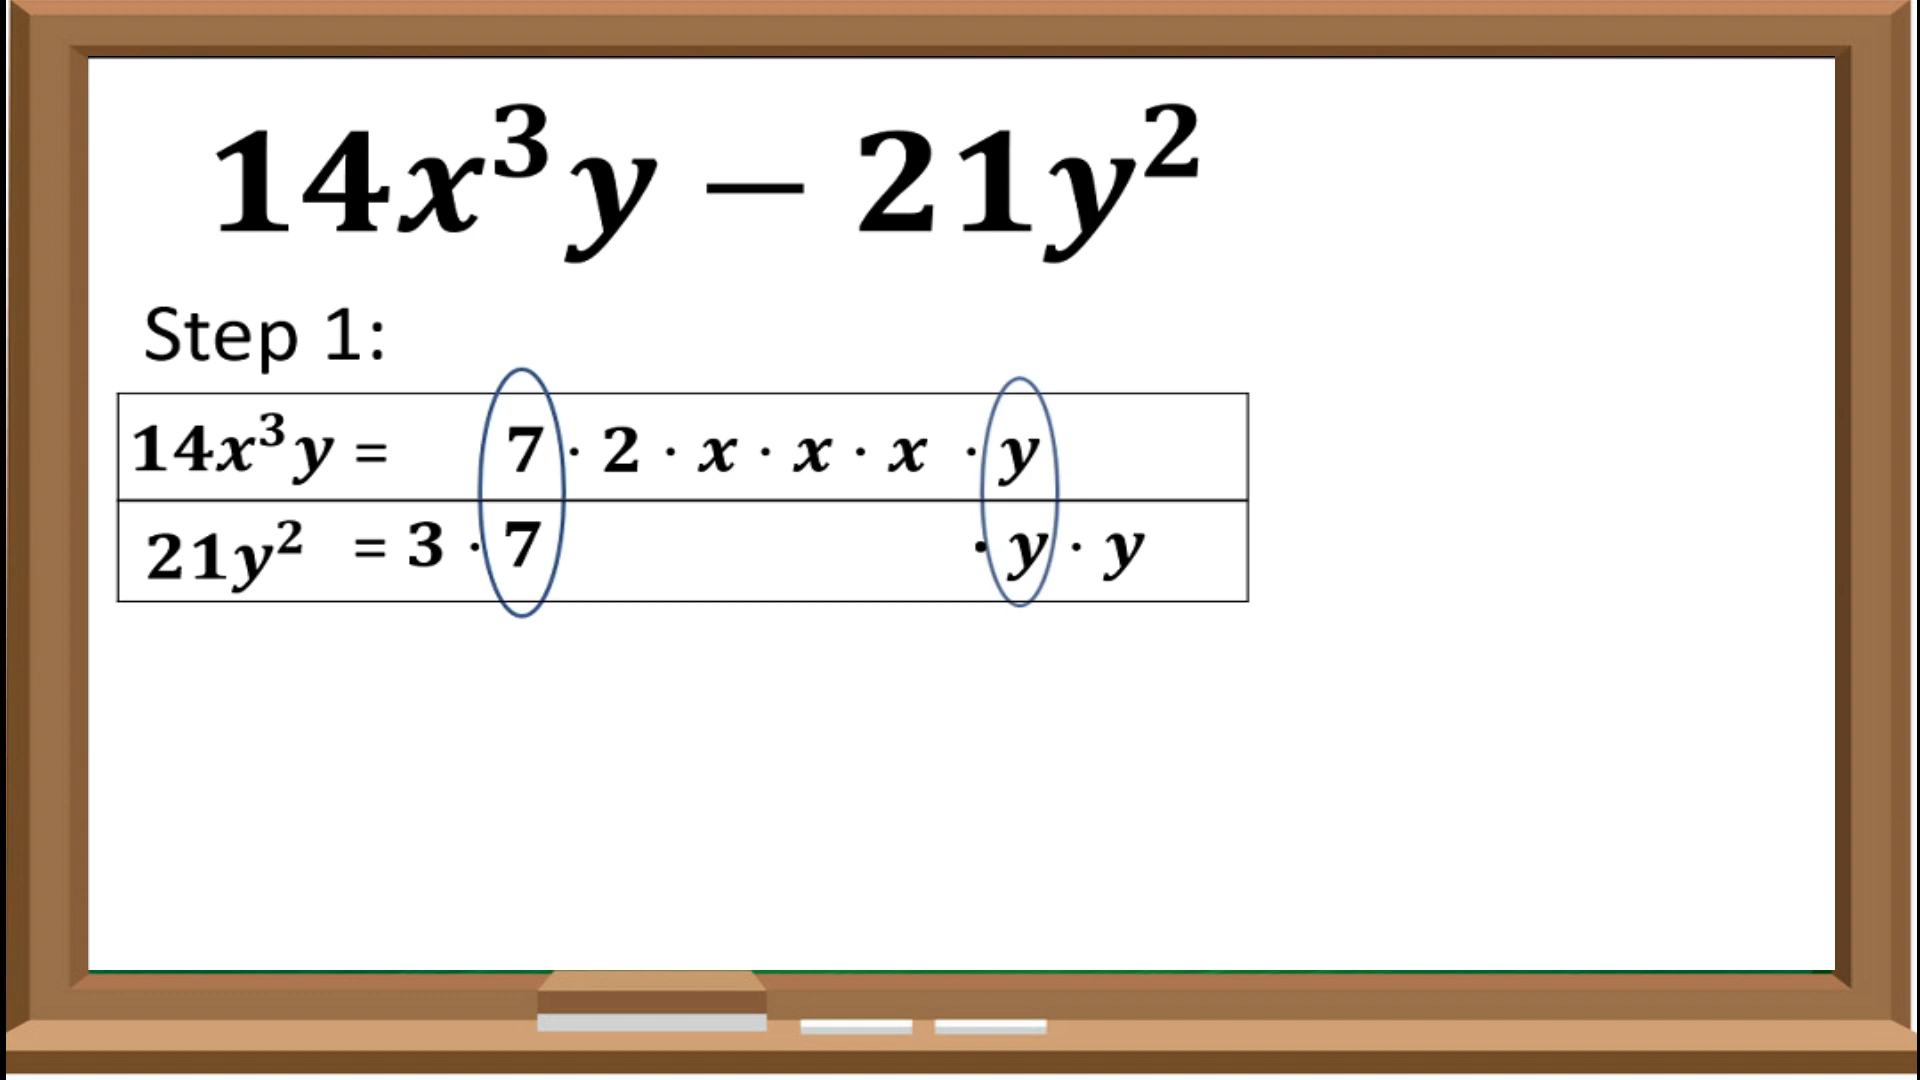 14x³y − 21y²
Step 1:
14x³y = 7 · 2 · x · x · x · y
21y² = 3 · 7 · y · y